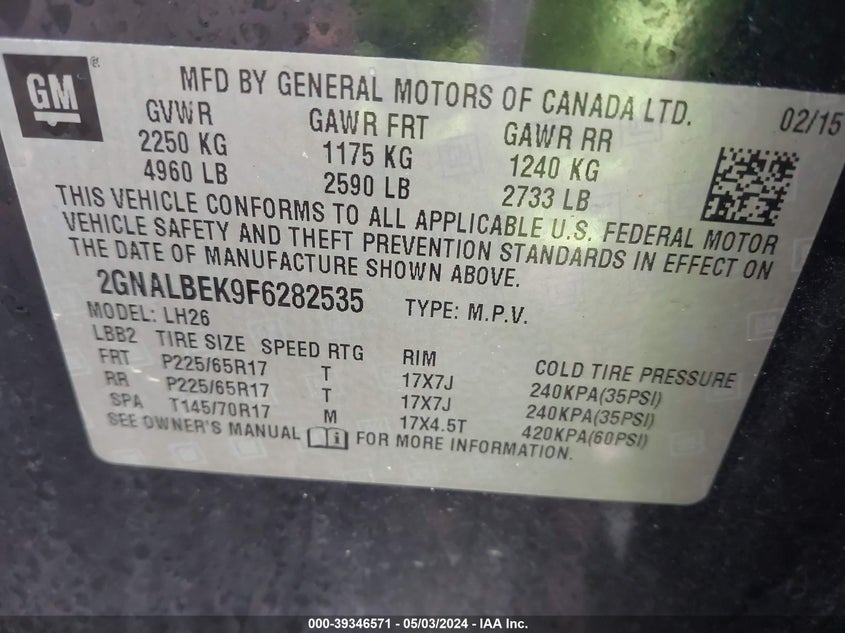 GM ®
MFD BY GENERAL MOTORS OF CANADA LTD. 02/15
GVWR GAWR FRT GAWR RR
2250 KG 1175 KG 1240 KG
4960 LB 2590 LB 2733 LB
THIS VEHICLE CONFORMS TO ALL APPLICABLE U.S. FEDERAL MOTOR
VEHICLE SAFETY AND THEFT PREVENTION STANDARDS IN EFFECT ON
THE DATE OF MANUFACTURE SHOWN ABOVE.
2GNALBEK9F6282535 TYPE: M.P.V.
MODEL: LH26
LBB2 TIRE SIZE SPEED RTG RIM COLD TIRE PRESSURE
FRT P225/65R17 T 17X7J 240KPA(35PSI)
RR P225/65R17 T 17X7J 240KPA(35PSI)
SPA T145/70R17 M 17X4.5T 420KPA(60PSI)
SEE OWNER'S MANUAL i FOR MORE INFORMATION.
000-39346571 - 05/03/2024 - IAA Inc.